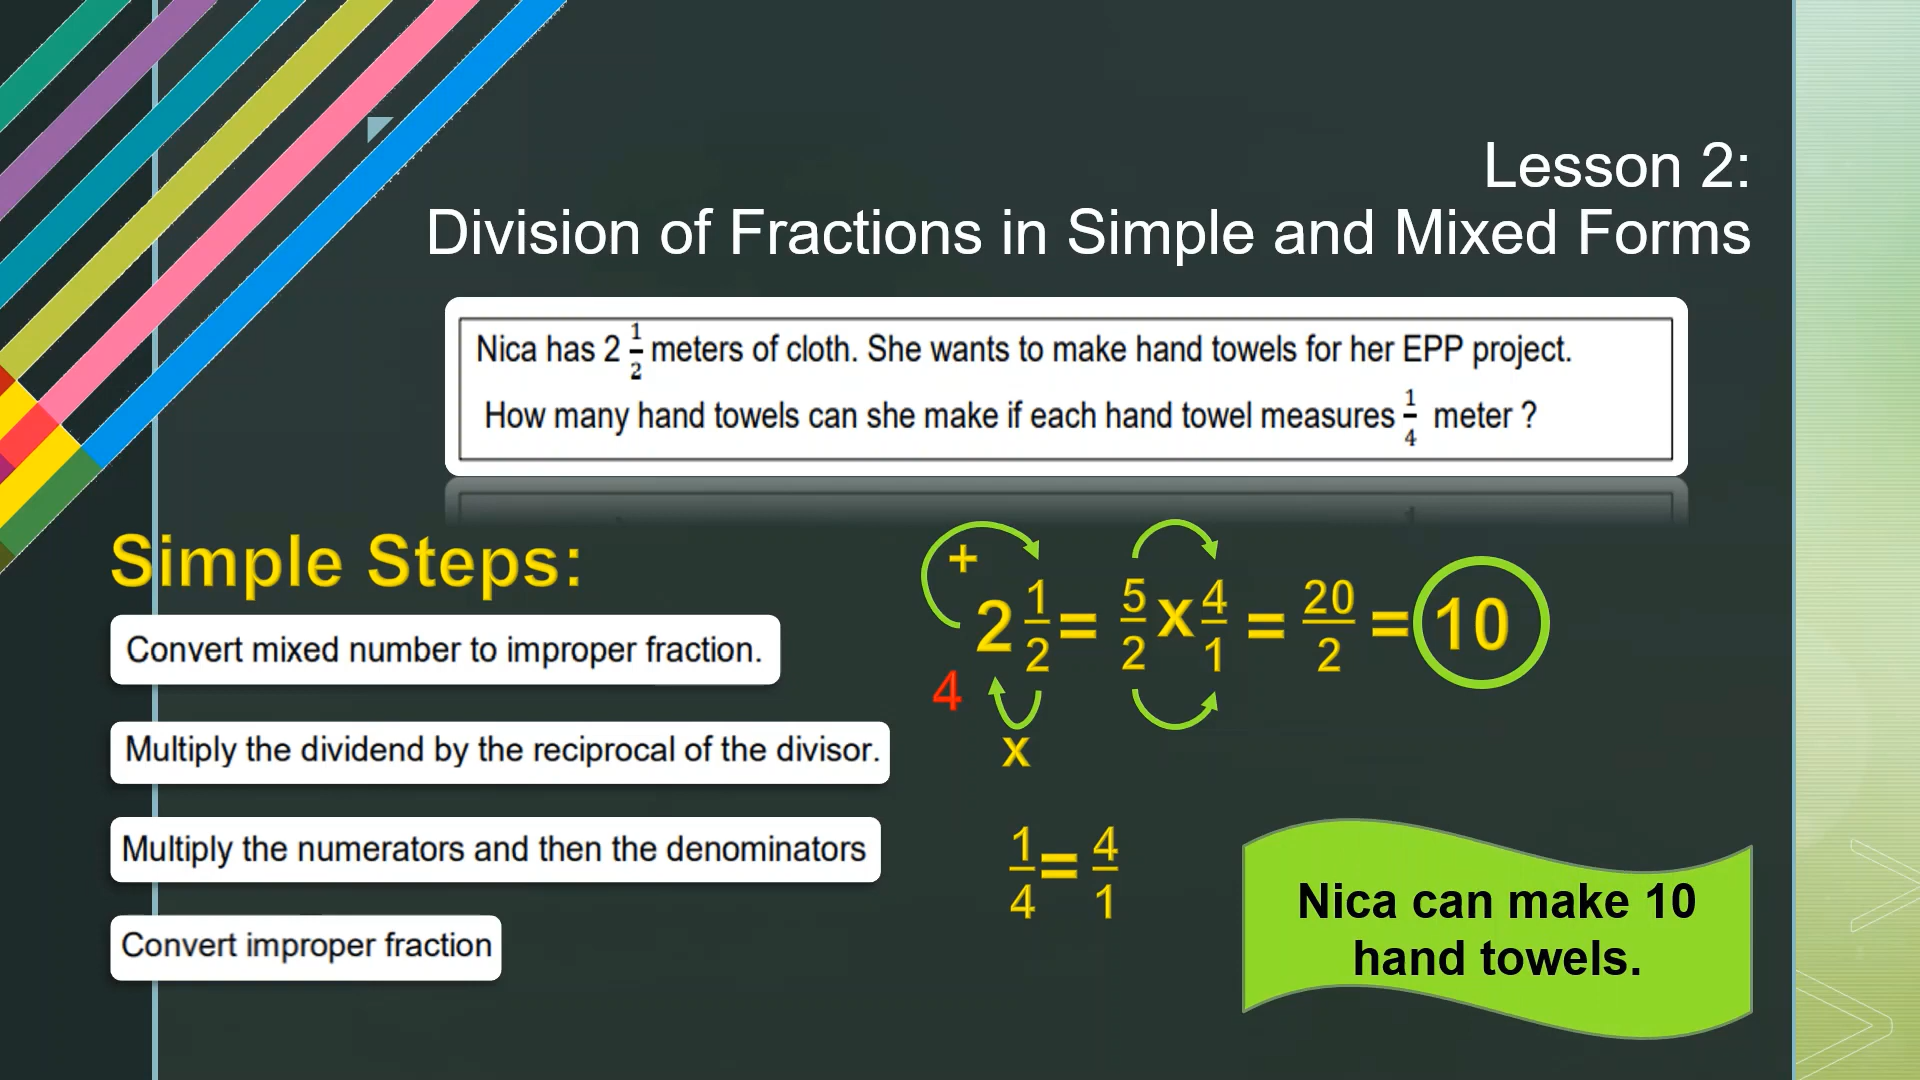 Lesson 2:
Division of Fractions in Simple and Mixed Forms
Nica has 2 1/2 meters of cloth. She wants to make hand towels for her EPP project.
How many hand towels can she make if each hand towel measures 1/4 meter ?
Simple Steps:
Convert mixed number to improper fraction.
Multiply the dividend by the reciprocal of the divisor.
Multiply the numerators and then the denominators
Convert improper fraction
+
2 1/2 = 5/2 x 4/1 = 20/2 = 10
4
x
1/4 = 4/1
Nica can make 10
hand towels.